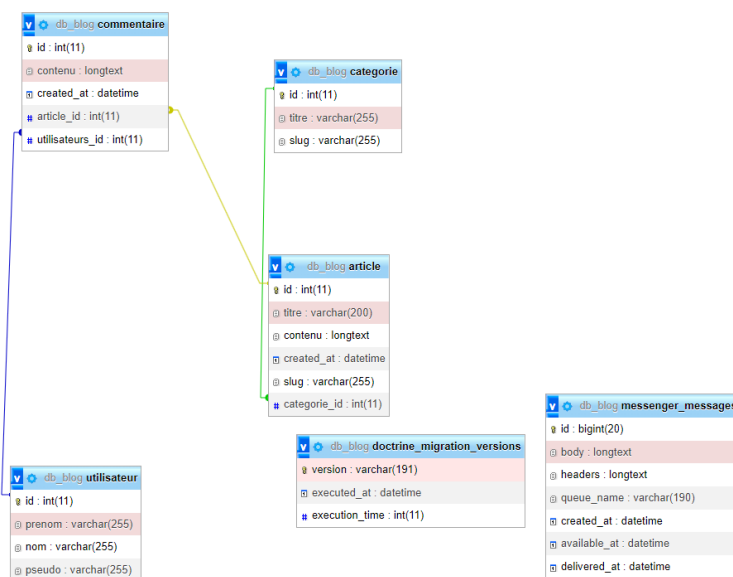 v db_blog commentaire
id : int(11)
contenu : longtext
created_at : datetime
# article_id : int(11)
# utilisateurs_id : int(11)
v db_blog categorie
id : int(11)
titre : varchar(255)
slug : varchar(255)
v db_blog article
id : int(11)
titre : varchar(200)
contenu : longtext
created_at : datetime
slug : varchar(255)
# categorie_id : int(11)
v db_blog doctrine_migration_versions
version : varchar(191)
executed_at : datetime
# execution_time : int(11)
v db_blog messenger_messages
id : bigint(20)
body : longtext
headers : longtext
queue_name : varchar(190)
created_at : datetime
available_at : datetime
delivered_at : datetime
v db_blog utilisateur
id : int(11)
prenom : varchar(255)
nom : varchar(255)
pseudo : varchar(255)